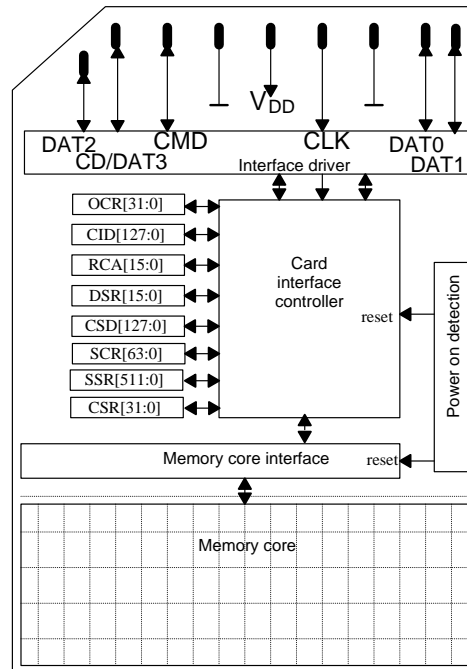 V_DD
DAT2
CMD
CLK
DAT0
CD/DAT3
DAT1
Interface driver
OCR[31:0]
CID[127:0]
RCA[15:0]
DSR[15:0]
CSD[127:0]
SCR[63:0]
SSR[511:0]
CSR[31:0]
Card
interface
controller
reset
Power on detection
Memory core interface
reset
Memory core